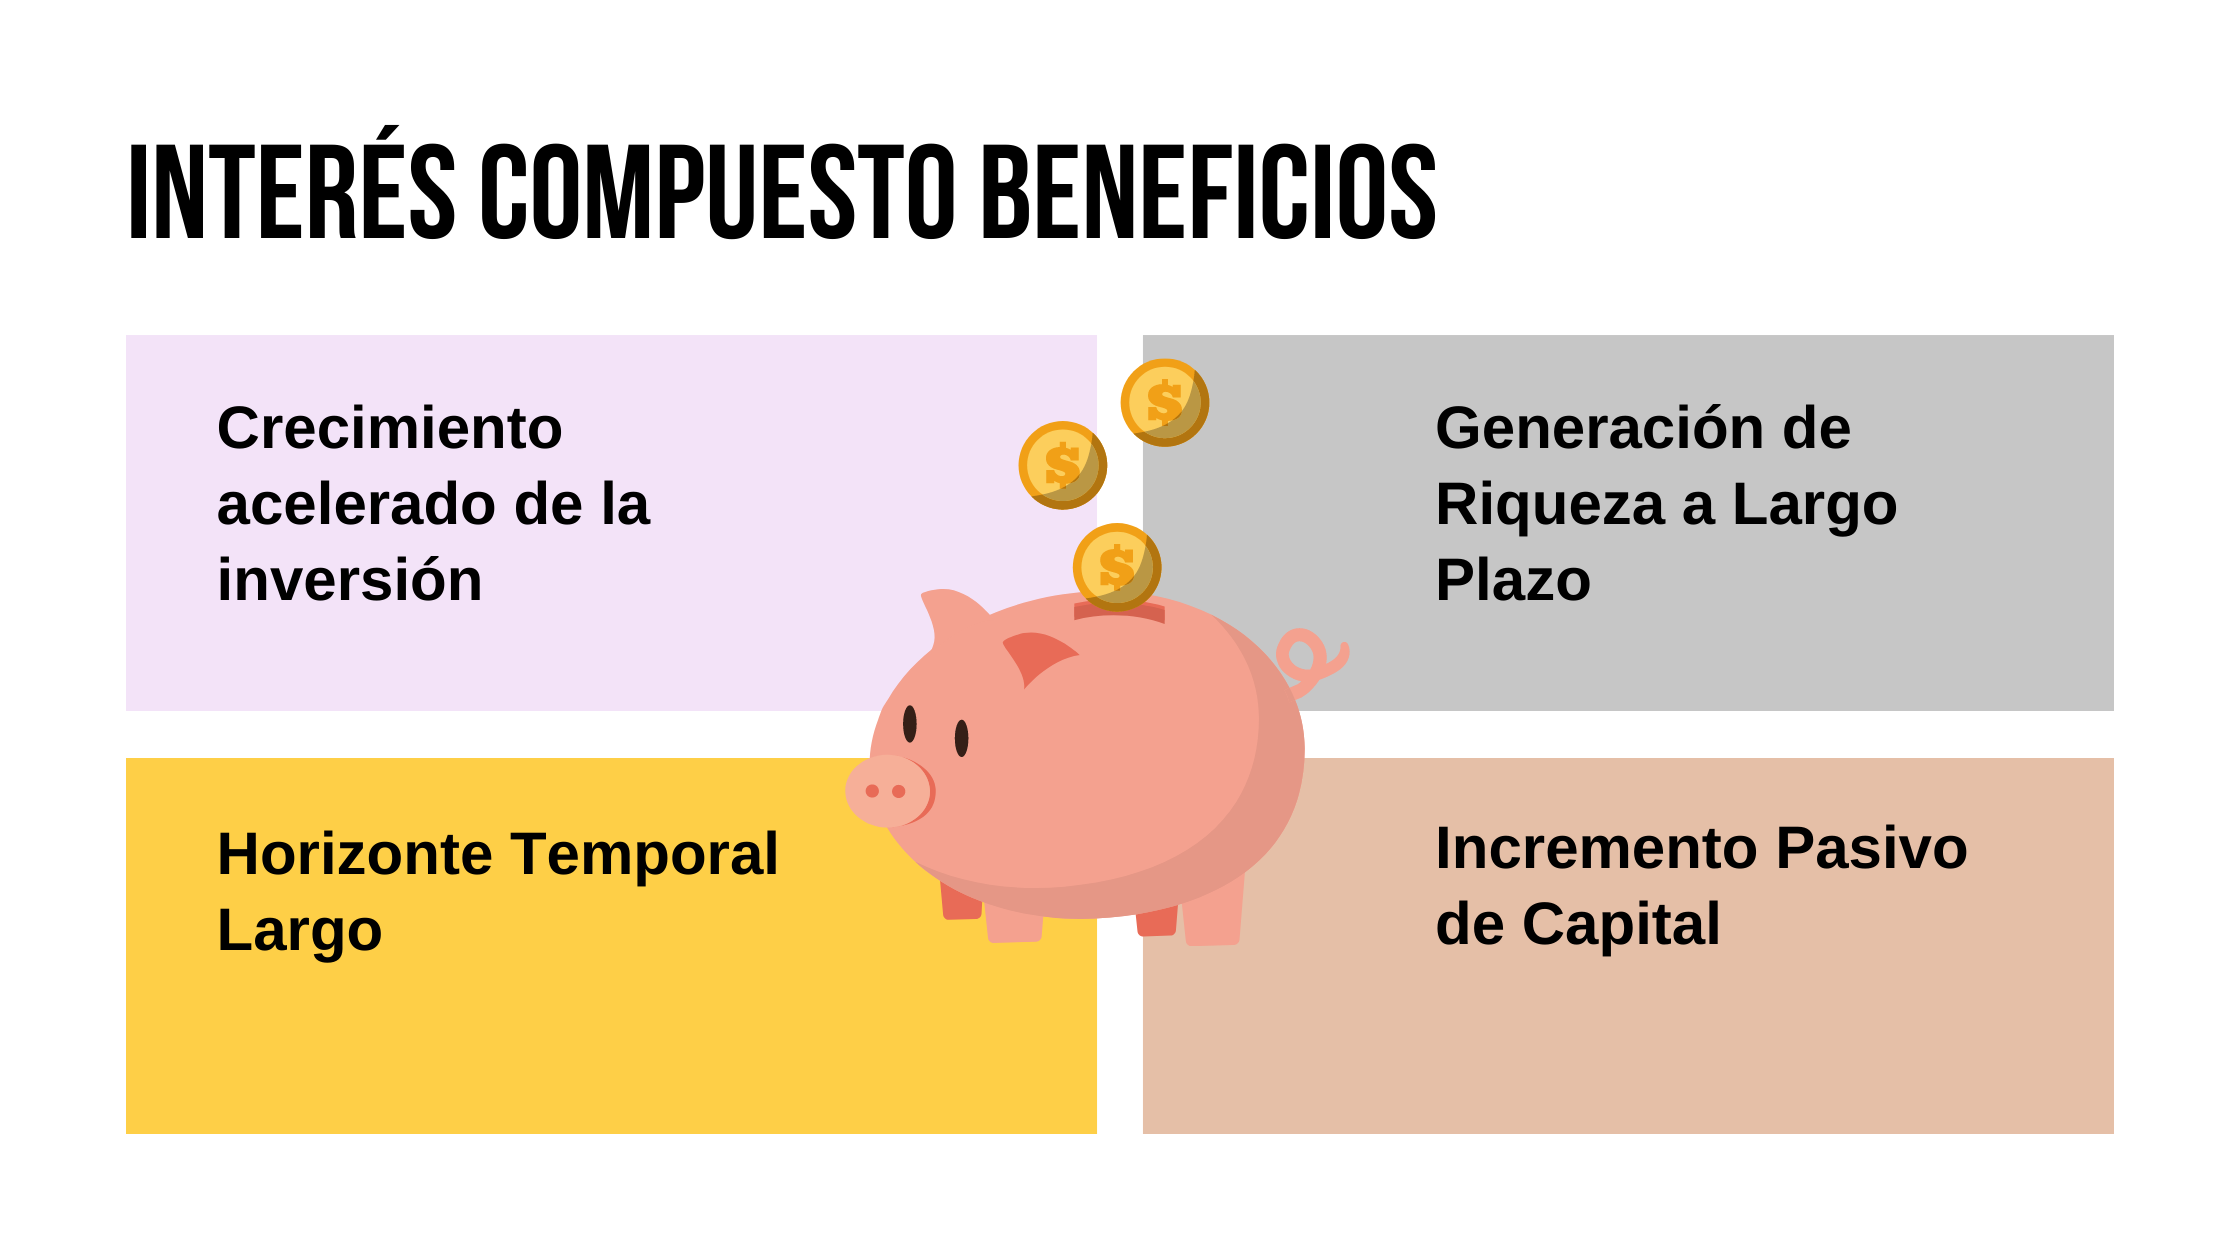 INTERÉS COMPUESTO BENEFICIOS
Crecimiento
acelerado de la
inversión
Generación de
Riqueza a Largo
Plazo
Horizonte Temporal
Largo
Incremento Pasivo
de Capital
$
$
$